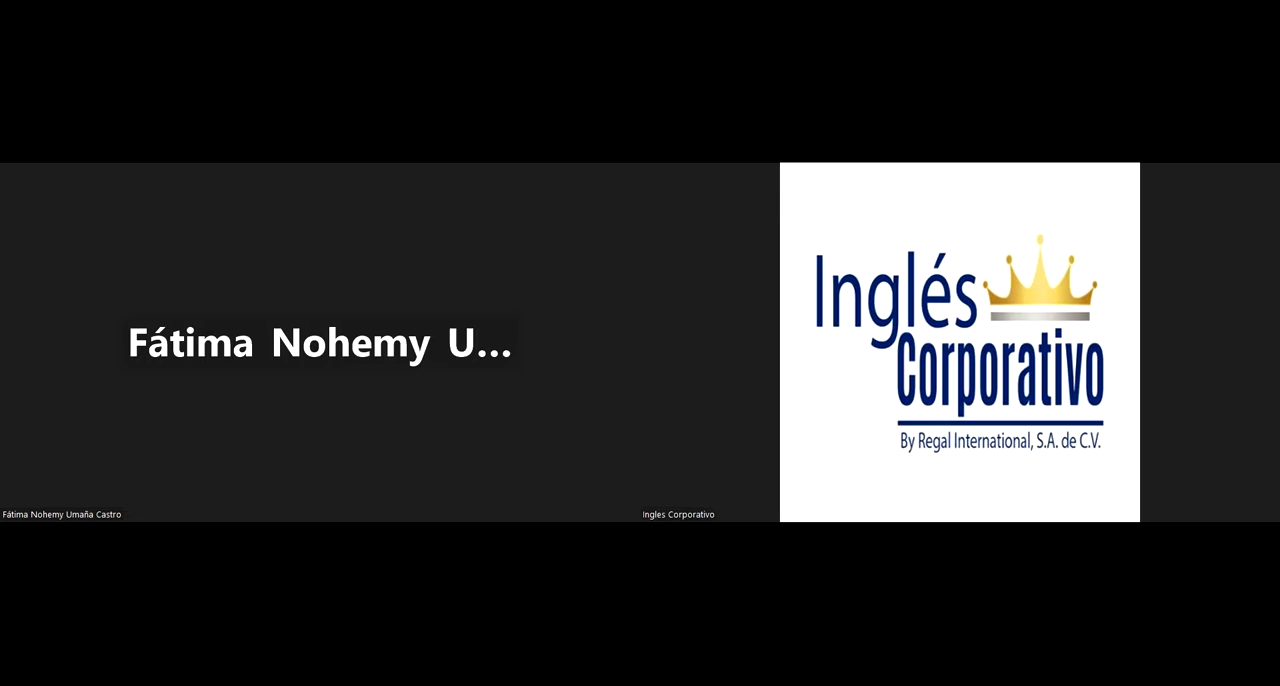 Fátima Nohemy U...
Fátima Nohemy Umaña Castro
Inglés
Corporativo
By Regal International, S.A. de C.V.
Ingles Corporativo